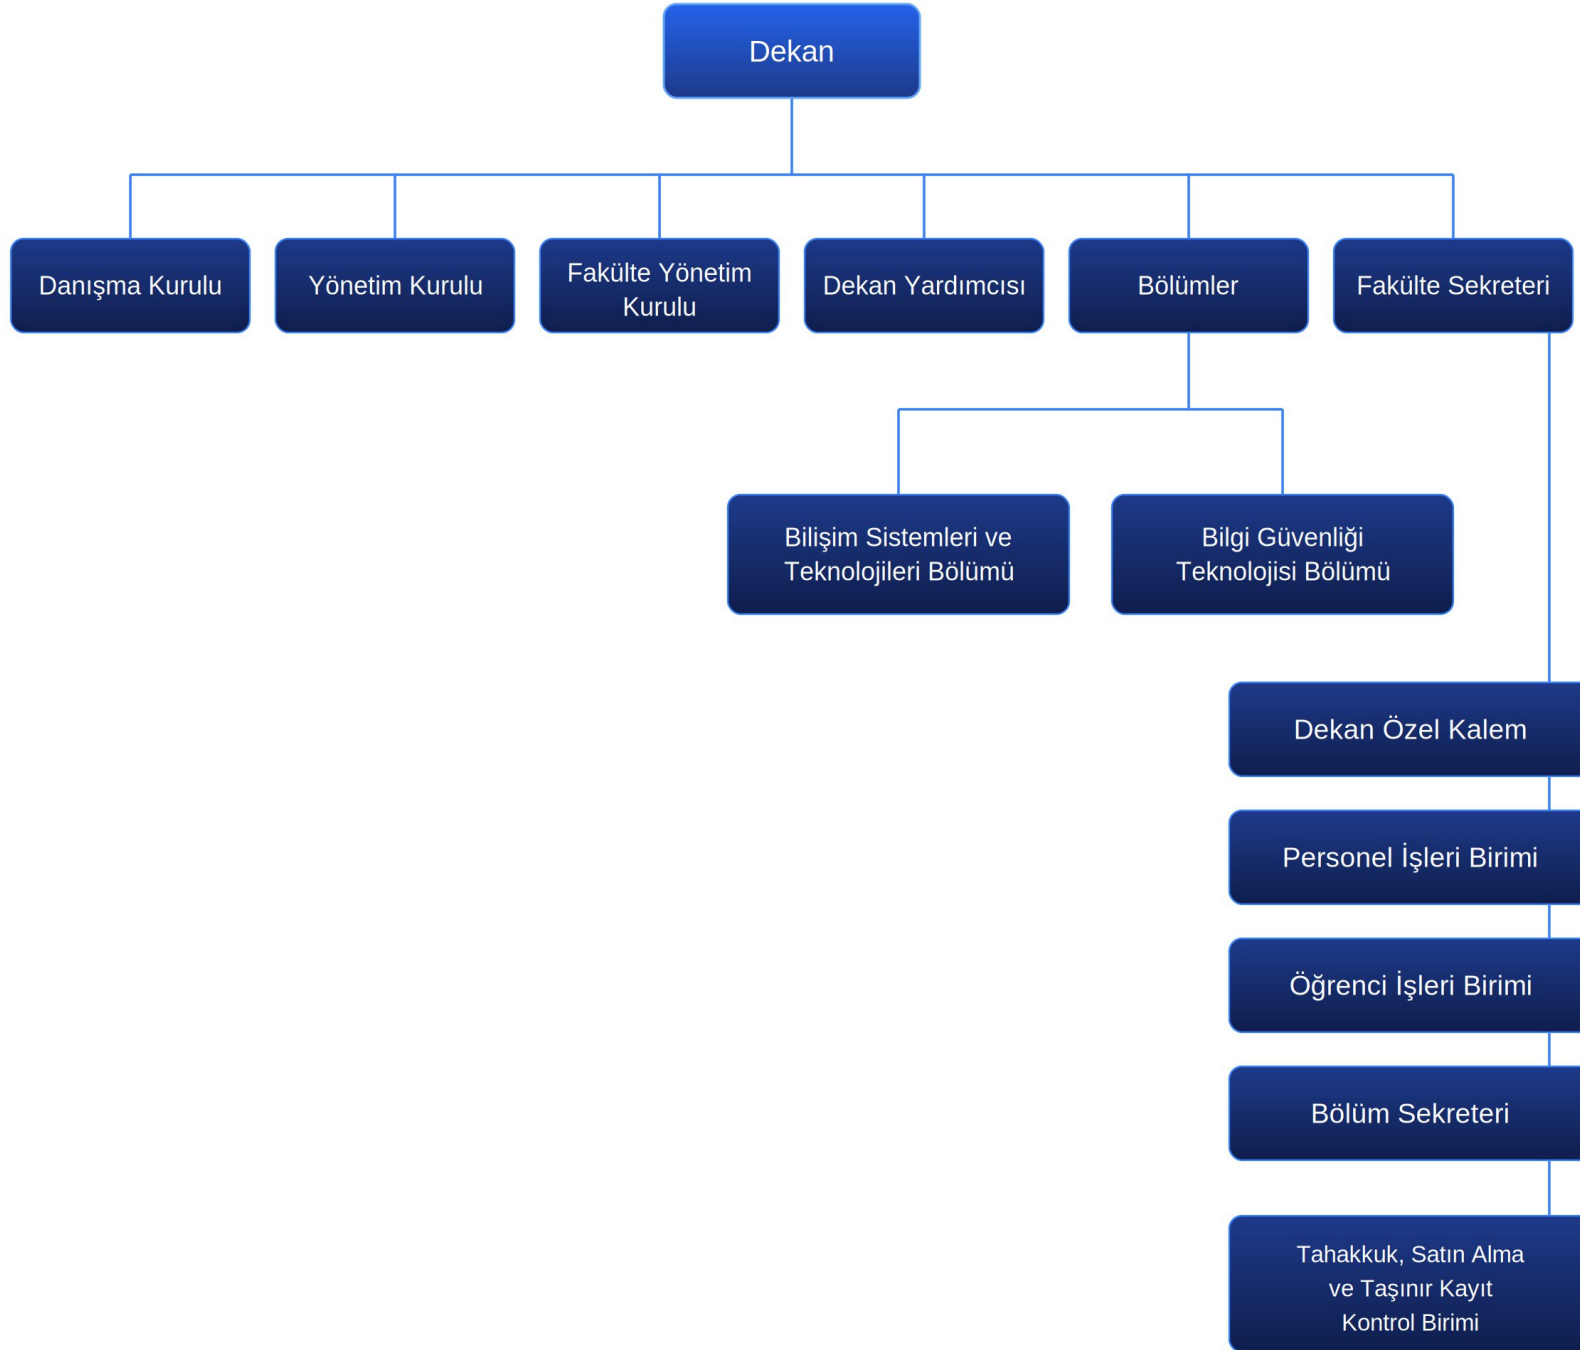 Dekan
Danışma Kurulu
Yönetim Kurulu
Fakülte Yönetim
Kurulu
Dekan Yardımcısı
Bölümler
Fakülte Sekreteri
Bilişim Sistemleri ve
Teknolojileri Bölümü
Bilgi Güvenliği
Teknolojisi Bölümü
Dekan Özel Kalem
Personel İşleri Birimi
Öğrenci İşleri Birimi
Bölüm Sekreteri
Tahakkuk, Satın Alma
ve Taşınır Kayıt
Kontrol Birimi